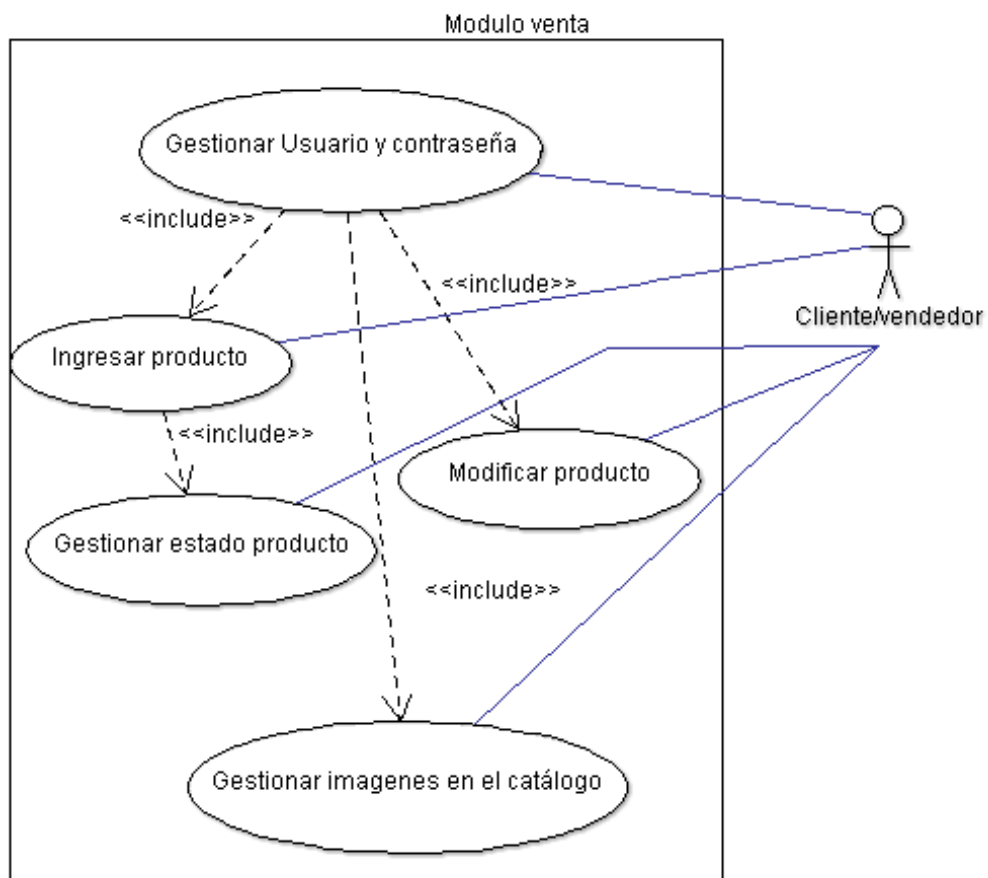 Modulo venta
Gestionar Usuario y contraseña
<<include>>
<<include>>
Cliente/vendedor
Ingresar producto
<<include>>
Modificar producto
Gestionar estado producto
<<include>>
Gestionar imagenes en el catálogo